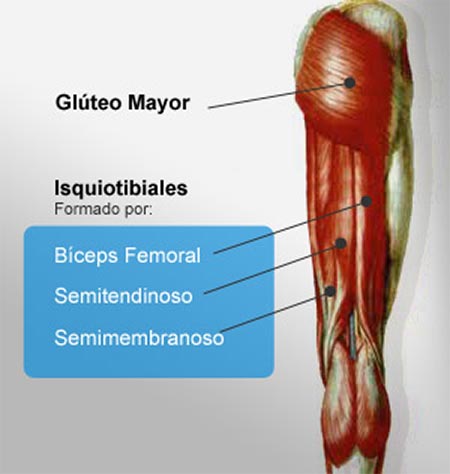 Glúteo Mayor
Isquiotibiales
Formado por:
Bíceps Femoral
Semitendinoso
Semimembranoso